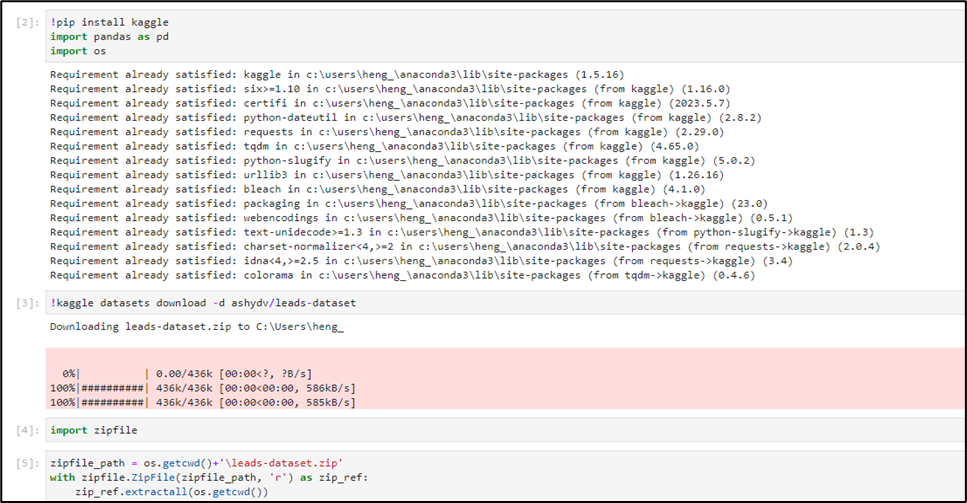 [2]: !pip install kaggle
import pandas as pd
import os
Requirement already satisfied: kaggle in c:\users\heng_\anaconda3\lib\site-packages (1.5.16)
Requirement already satisfied: six>=1.10 in c:\users\heng_\anaconda3\lib\site-packages (from kaggle) (1.16.0)
Requirement already satisfied: certifi in c:\users\heng_\anaconda3\lib\site-packages (from kaggle) (2023.5.7)
Requirement already satisfied: python-dateutil in c:\users\heng_\anaconda3\lib\site-packages (from kaggle) (2.8.2)
Requirement already satisfied: requests in c:\users\heng_\anaconda3\lib\site-packages (from kaggle) (2.29.0)
Requirement already satisfied: tqdm in c:\users\heng_\anaconda3\lib\site-packages (from kaggle) (4.65.0)
Requirement already satisfied: python-slugify in c:\users\heng_\anaconda3\lib\site-packages (from kaggle) (5.0.2)
Requirement already satisfied: urllib3 in c:\users\heng_\anaconda3\lib\site-packages (from kaggle) (1.26.16)
Requirement already satisfied: bleach in c:\users\heng_\anaconda3\lib\site-packages (from kaggle) (4.1.0)
Requirement already satisfied: packaging in c:\users\heng_\anaconda3\lib\site-packages (from bleach->kaggle) (23.0)
Requirement already satisfied: webencodings in c:\users\heng_\anaconda3\lib\site-packages (from bleach->kaggle) (0.5.1)
Requirement already satisfied: text-unidecode>=1.3 in c:\users\heng_\anaconda3\lib\site-packages (from python-slugify->kaggle) (1.3)
Requirement already satisfied: charset-normalizer<4,>=2 in c:\users\heng_\anaconda3\lib\site-packages (from requests->kaggle) (2.0.4)
Requirement already satisfied: idna<4,>=2.5 in c:\users\heng_\anaconda3\lib\site-packages (from requests->kaggle) (3.4)
Requirement already satisfied: colorama in c:\users\heng_\anaconda3\lib\site-packages (from tqdm->kaggle) (0.4.6)
[3]: !kaggle datasets download -d ashydv/leads-dataset
Downloading leads-dataset.zip to C:\Users\heng_
0%| | 0.00/436k [00:00<?, ?B/s]
100%|##########| 436k/436k [00:00<00:00, 586kB/s]
100%|##########| 436k/436k [00:00<00:00, 585kB/s]
[4]: import zipfile
[5]: zipfile_path = os.getcwd()+'\leads-dataset.zip'
with zipfile.ZipFile(zipfile_path, 'r') as zip_ref:
zip_ref.extractall(os.getcwd())